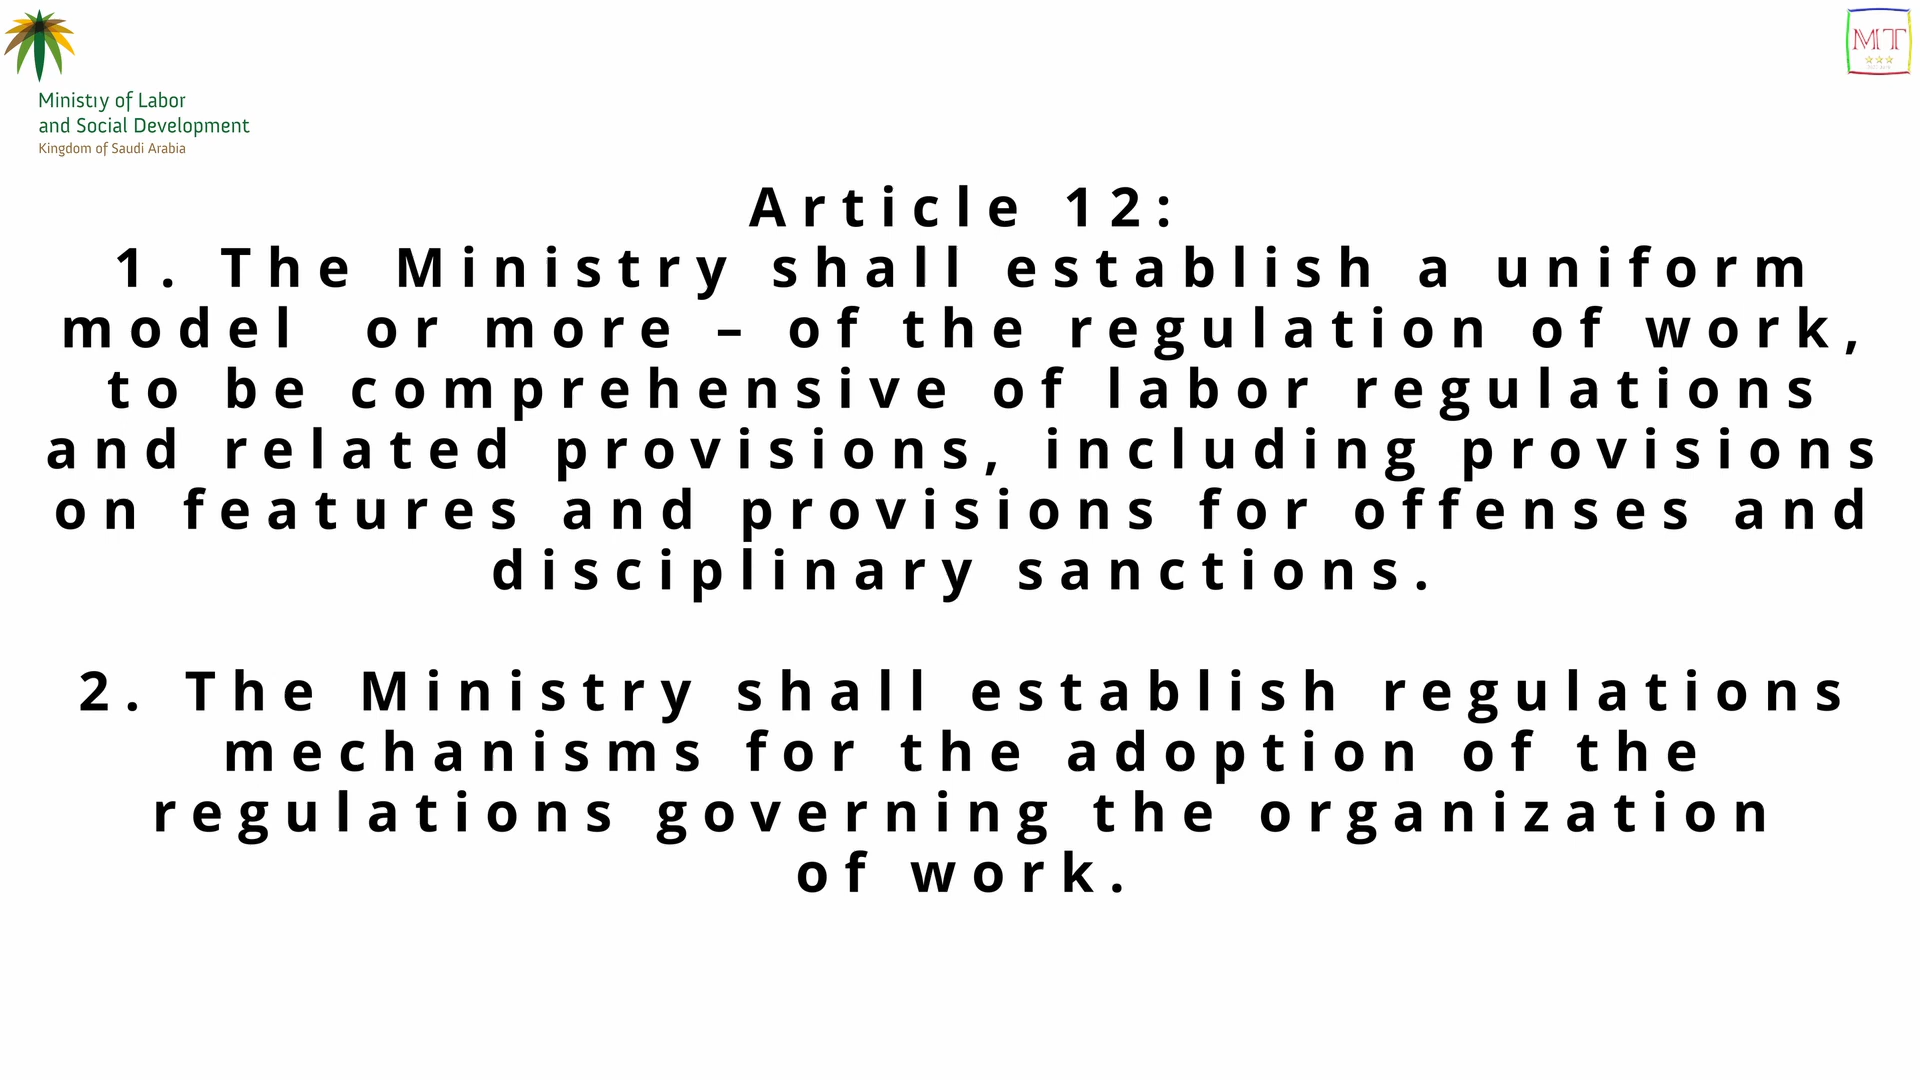 Ministry of Labor
and Social Development
Kingdom of Saudi Arabia
MT
Article 12:
1. The Ministry shall establish a uniform
model  or more – of the regulation of work,
to be comprehensive of labor regulations
and related provisions, including provisions
on features and provisions for offenses and
disciplinary sanctions.
2. The Ministry shall establish regulations
mechanisms for the adoption of the
regulations governing the organization
of work.